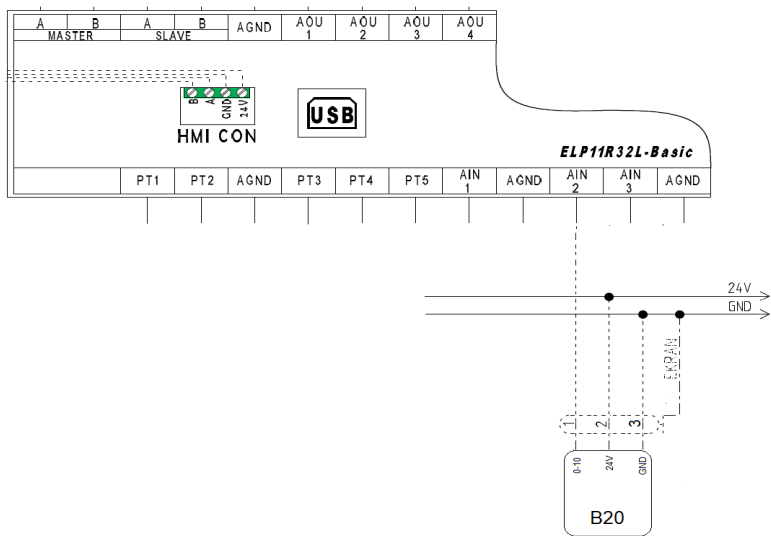 A B A B AGND AOU 1 AOU 2 AOU 3 AOU 4
MASTER SLAVE
B A GND 24V
HMI CON
USB
ELP11R32L-Basic
PT1 PT2 AGND PT3 PT4 PT5 AIN 1 AGND AIN 2 AIN 3 AGND
24V
GND
EKRAN
1 2 3
0-10 24V GND
B20